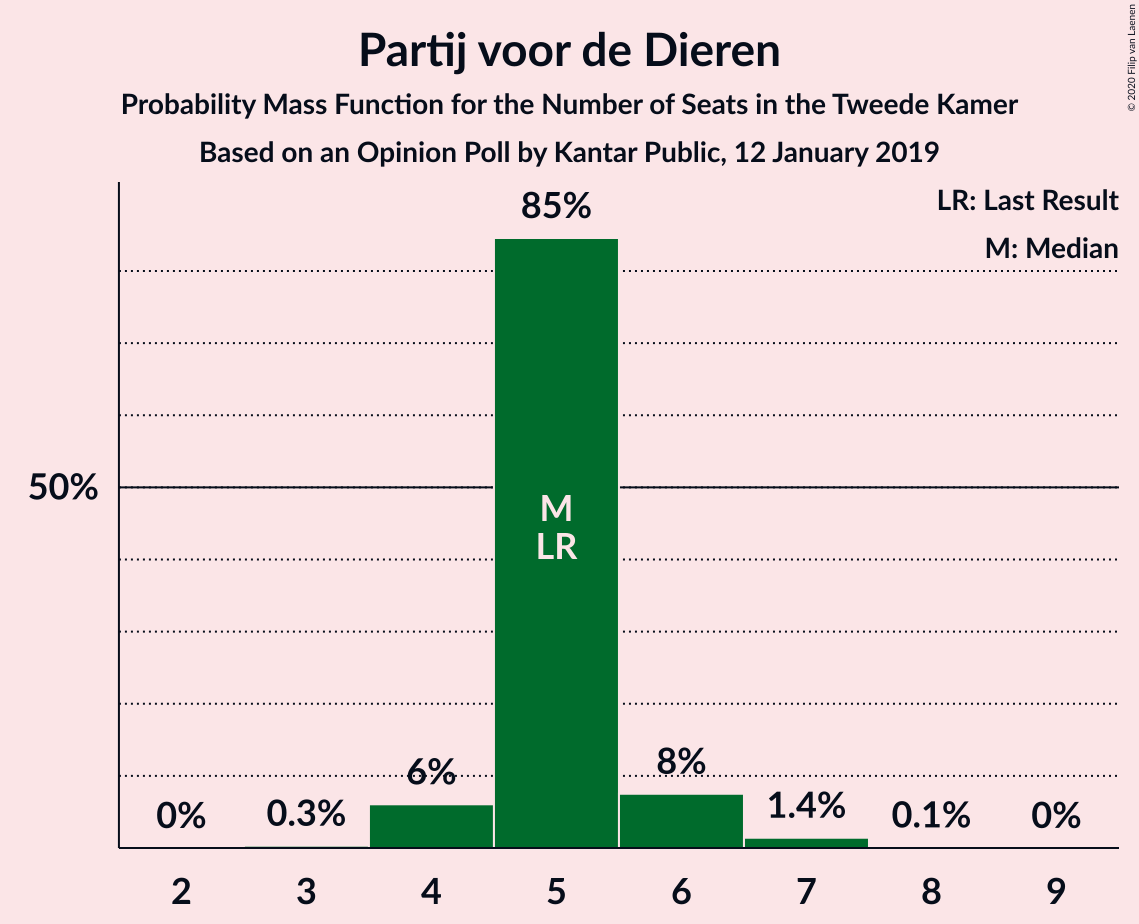 Partij voor de Dieren
Probability Mass Function for the Number of Seats in the Tweede Kamer
Based on an Opinion Poll by Kantar Public, 12 January 2019
© 2020 Filip van Laenen
LR: Last Result
M: Median
85%
50%
M
LR
0%
0.3%
6%
8%
1.4%
0.1%
0%
2 3 4 5 6 7 8 9